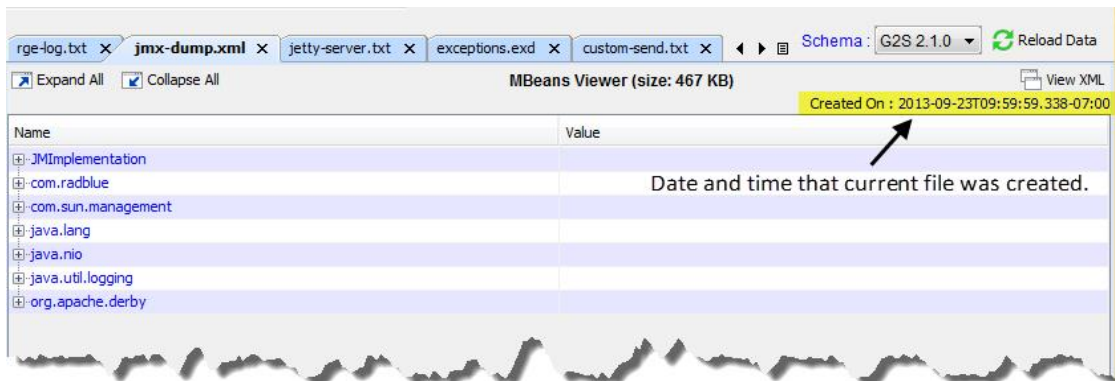 rge-log.txt jmx-dump.xml jetty-server.txt exceptions.exd custom-send.txt Schema : G2S 2.1.0 Reload Data
Expand All Collapse All MBeans Viewer (size: 467 KB) View XML
Created On : 2013-09-23T09:59:59.338-07:00
Name Value
JMImplementation
com.radblue
Date and time that current file was created.
com.sun.management
java.lang
java.nio
java.util.logging
org.apache.derby